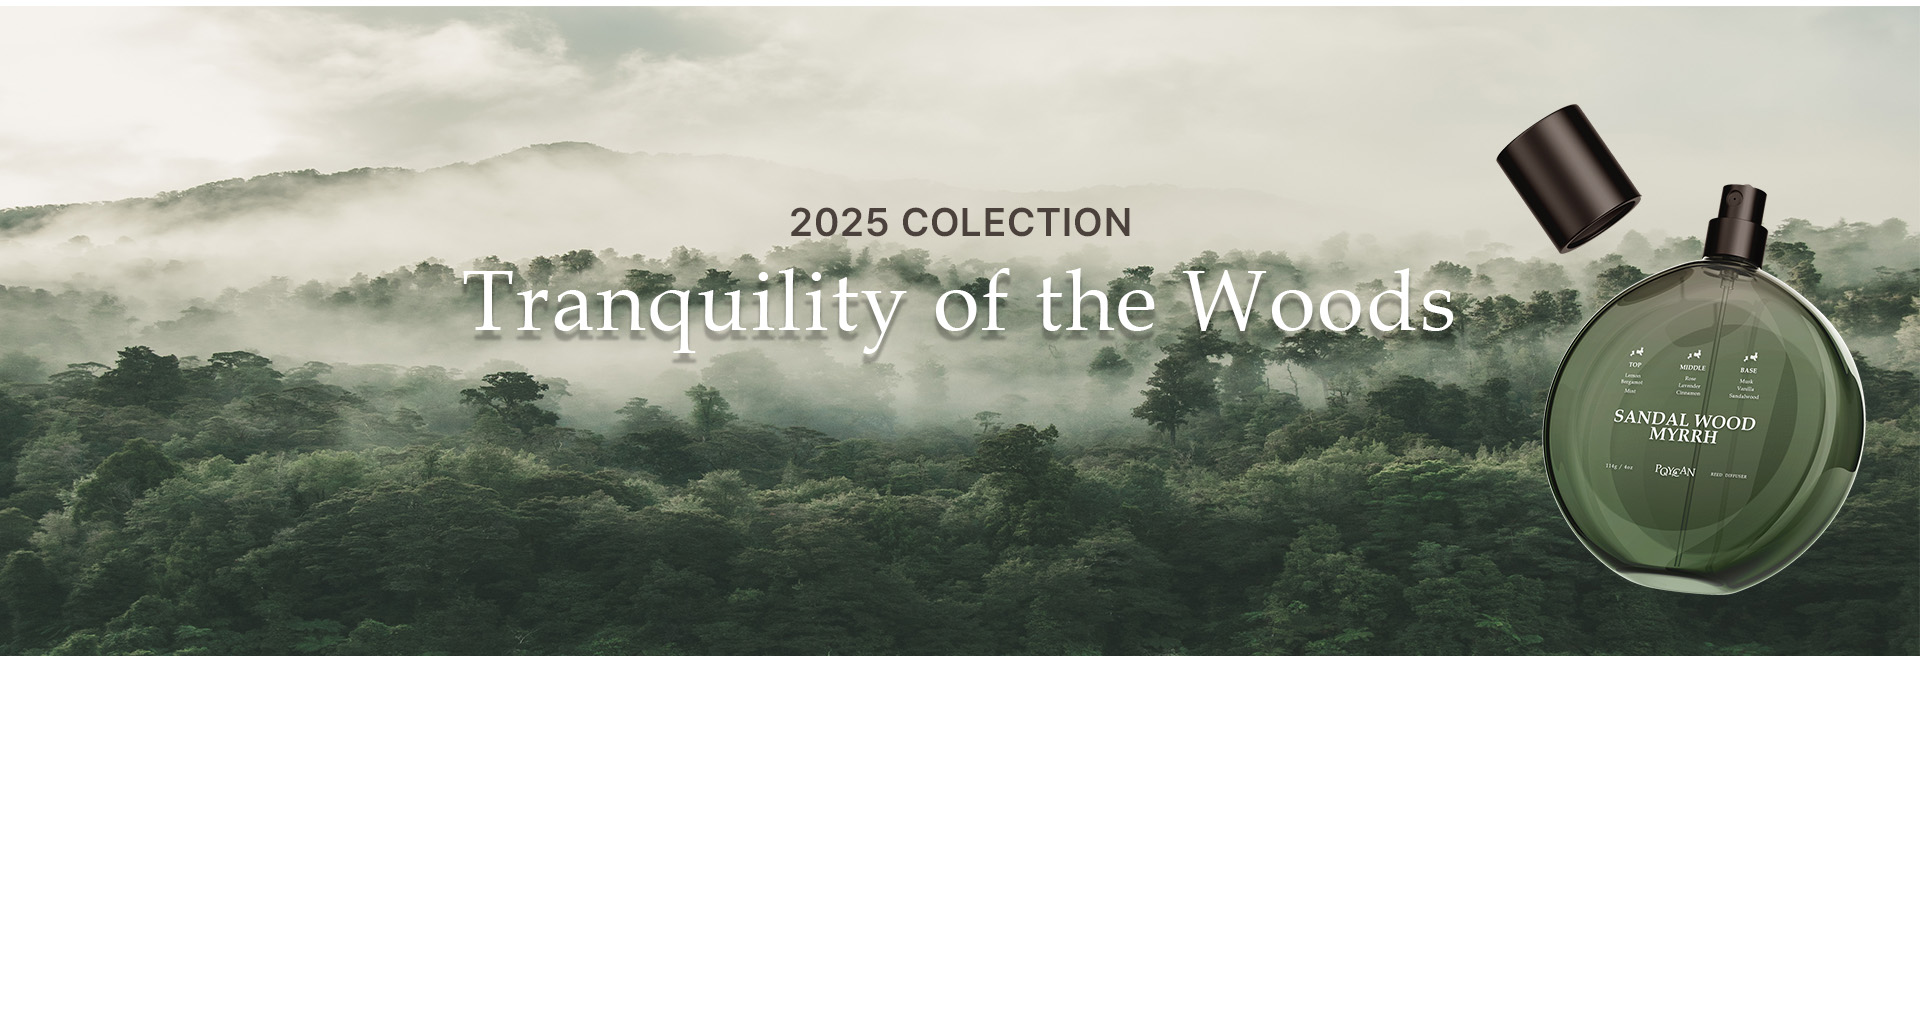 2025 COLECTION
Tranquility of the Woods
TOP
Lemon
Bergamot
Mint
MIDDLE
Rose
Lavender
Cinnamon
BASE
Musk
Vanilla
Sandalwood
SANDAL WOOD
MYRRH
114g / 4oz
REED DIFFUSER